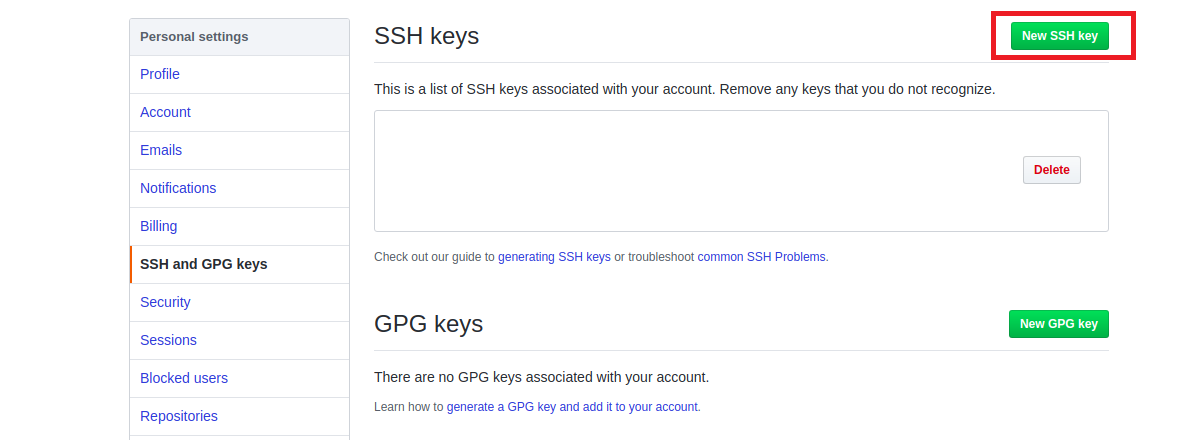 Personal settings
Profile
Account
Emails
Notifications
Billing
SSH and GPG keys
Security
Sessions
Blocked users
Repositories
SSH keys
New SSH key
This is a list of SSH keys associated with your account. Remove any keys that you do not recognize.
Delete
Check out our guide to generating SSH keys or troubleshoot common SSH Problems.
GPG keys
New GPG key
There are no GPG keys associated with your account.
Learn how to generate a GPG key and add it to your account.